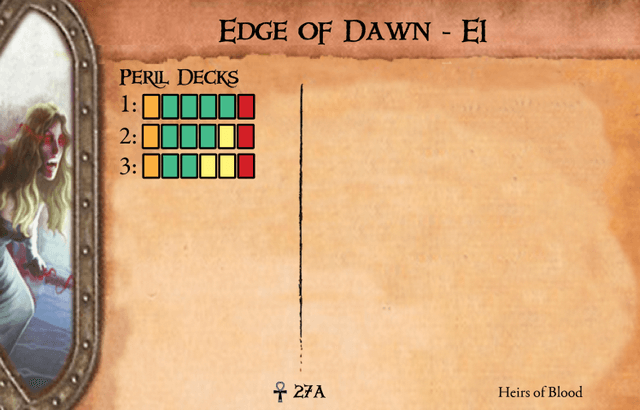 Edge of Dawn - E1
Peril Decks
1:
2:
3:
27A
Heirs of Blood